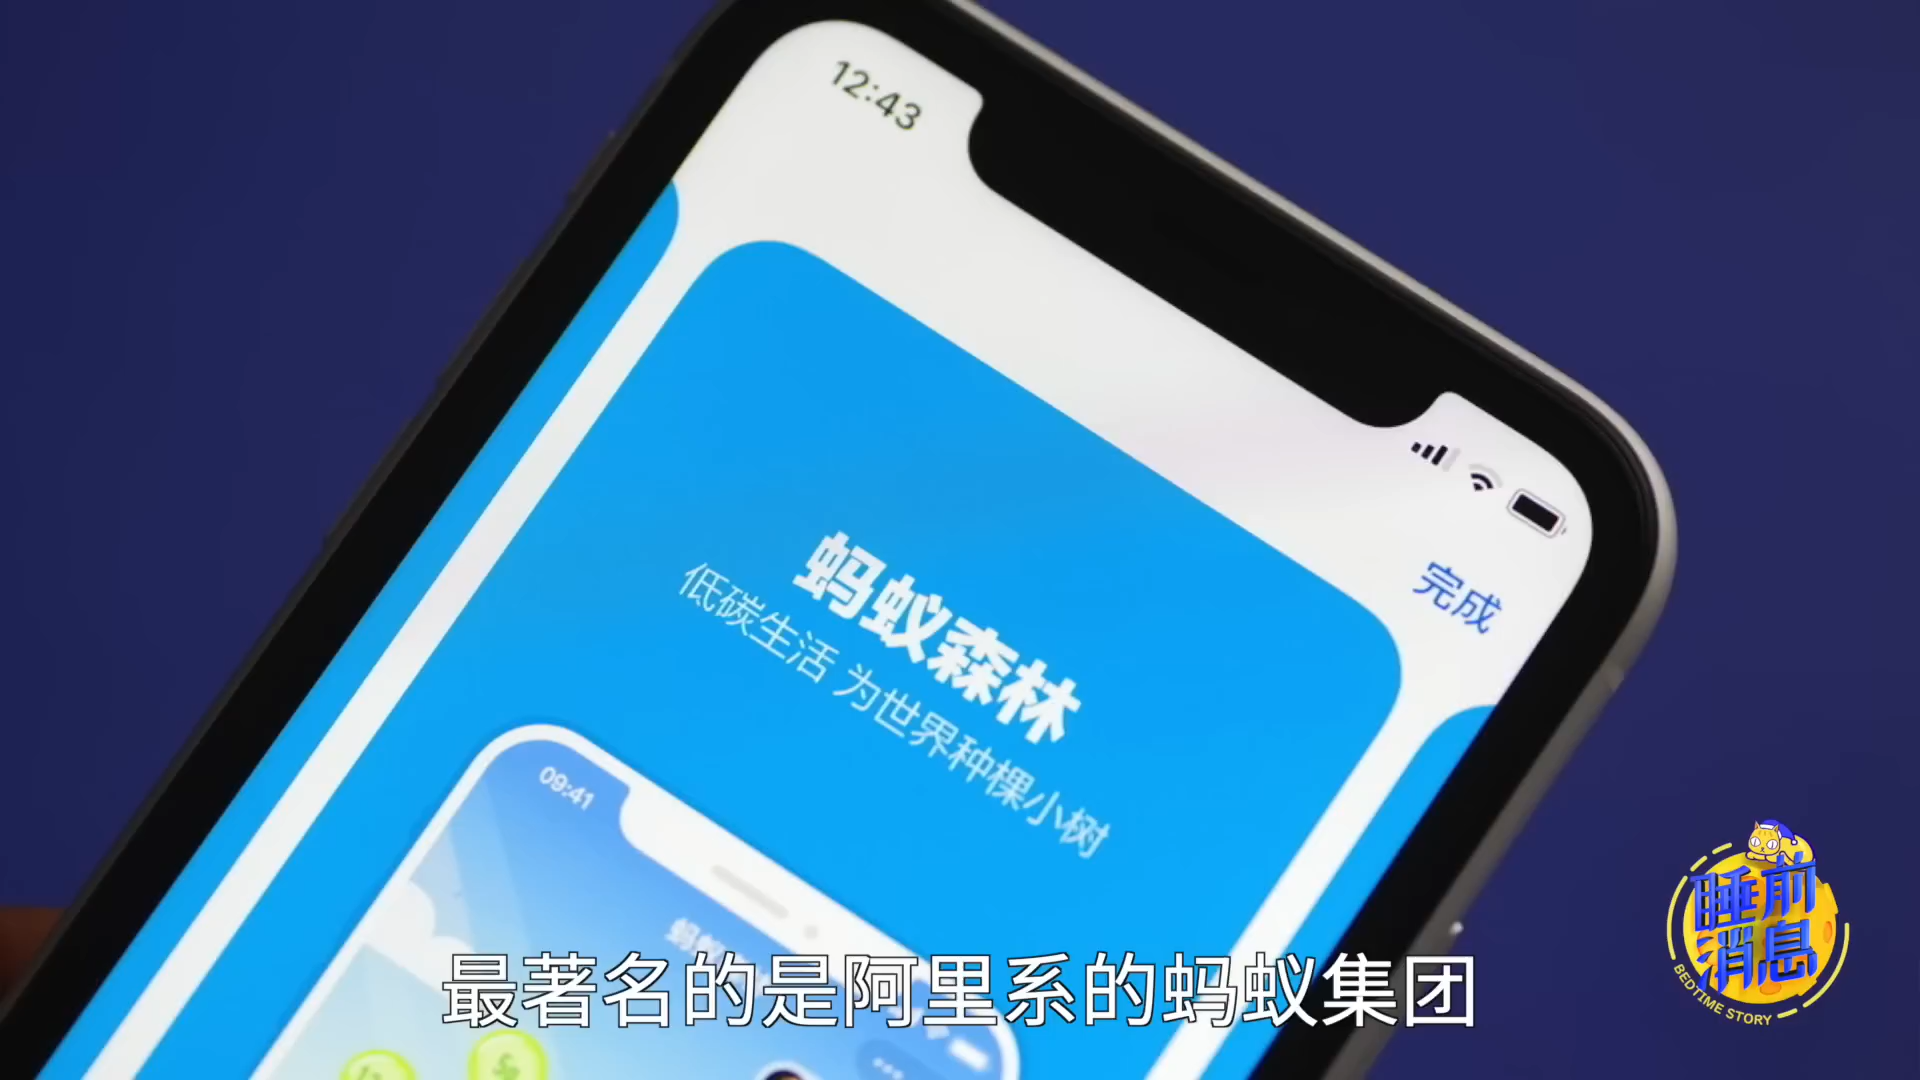 12:43
完成
蚂蚁森林
低碳生活 为世界种棵小树
09:41
最著名的是阿里系的蚂蚁集团
睡前
消息
BEDTIME STORY